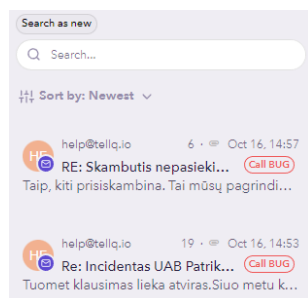 Search as new
Search...
Sort by: Newest
HE help@tellq.io 6 · Oct 16, 14:57
RE: Skambutis nepasieki... Call BUG
Taip, kiti prisiskambina. Tai mūsų pagrindi...
HE help@tellq.io 19 · Oct 16, 14:53
Re: Incidentas UAB Patrik... Call BUG
Tuomet klausimas lieka atviras.Siuo metu k...